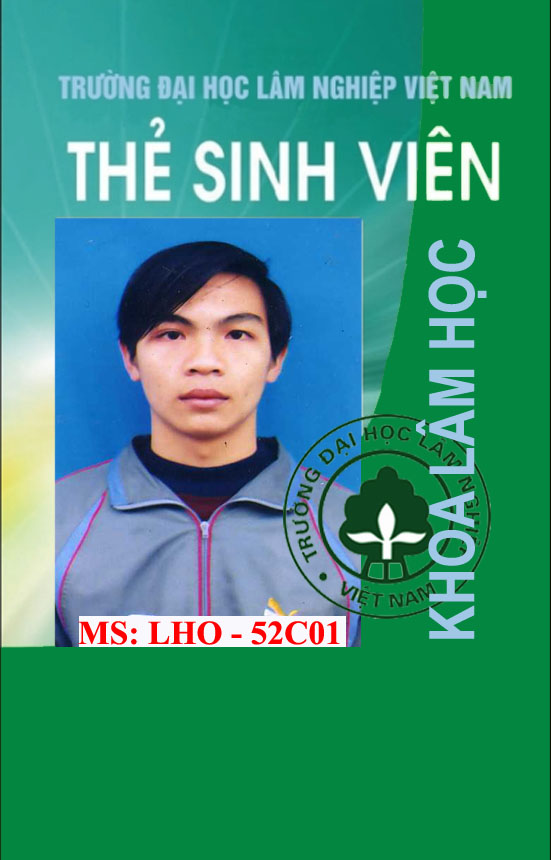 TRƯỜNG ĐẠI HỌC LÂM NGHIỆP VIỆT NAM
THẺ SINH VIÊN
KHOA LÂM HỌC
TRƯỜNG ĐẠI HỌC LÂM NGHIỆP
VIỆT NAM
MS: LHO - 52C01